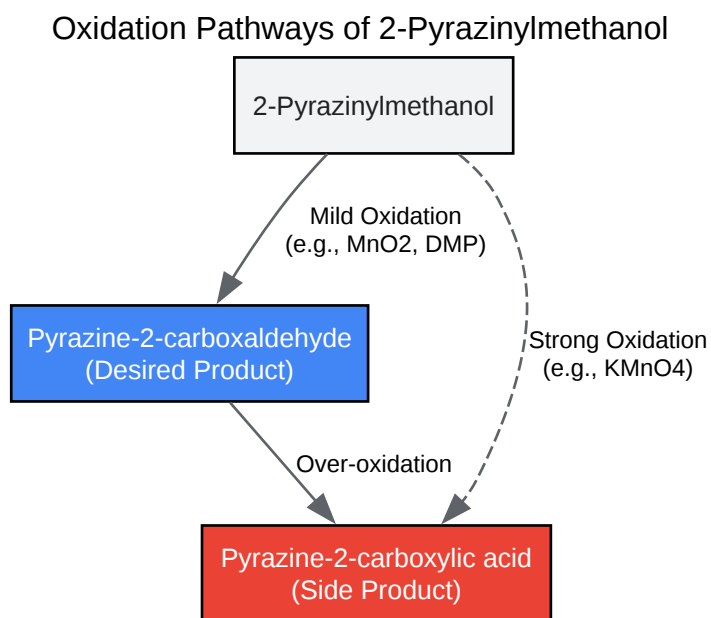 Oxidation Pathways of 2-Pyrazinylmethanol
2-Pyrazinylmethanol
Mild Oxidation
(e.g., MnO2, DMP)
Pyrazine-2-carboxaldehyde
(Desired Product)
Strong Oxidation
(e.g., KMnO4)
Over-oxidation
Pyrazine-2-carboxylic acid
(Side Product)